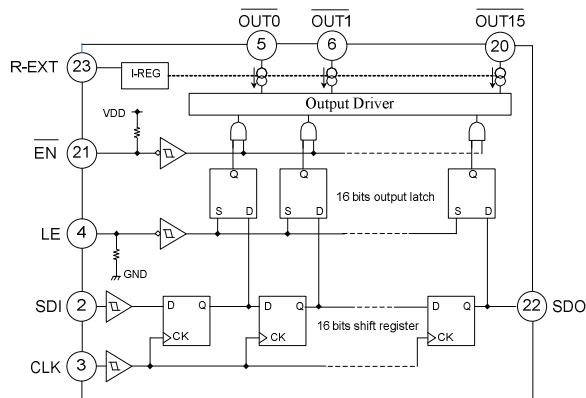 OUT0 OUT1 OUT15
5 6 20
R-EXT 23 I-REG
VDD
Output Driver
EN 21
Q Q Q
16 bits output latch
S D S D S D
LE 4
GND
SDI 2 D Q D Q D Q 22 SDO
16 bits shift register
CK CK CK
CLK 3